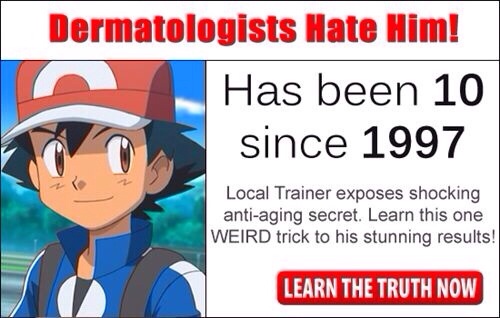 Dermatologists Hate Him!
Has been 10
since 1997
Local Trainer exposes shocking
anti-aging secret. Learn this one
WEIRD trick to his stunning results!
LEARN THE TRUTH NOW